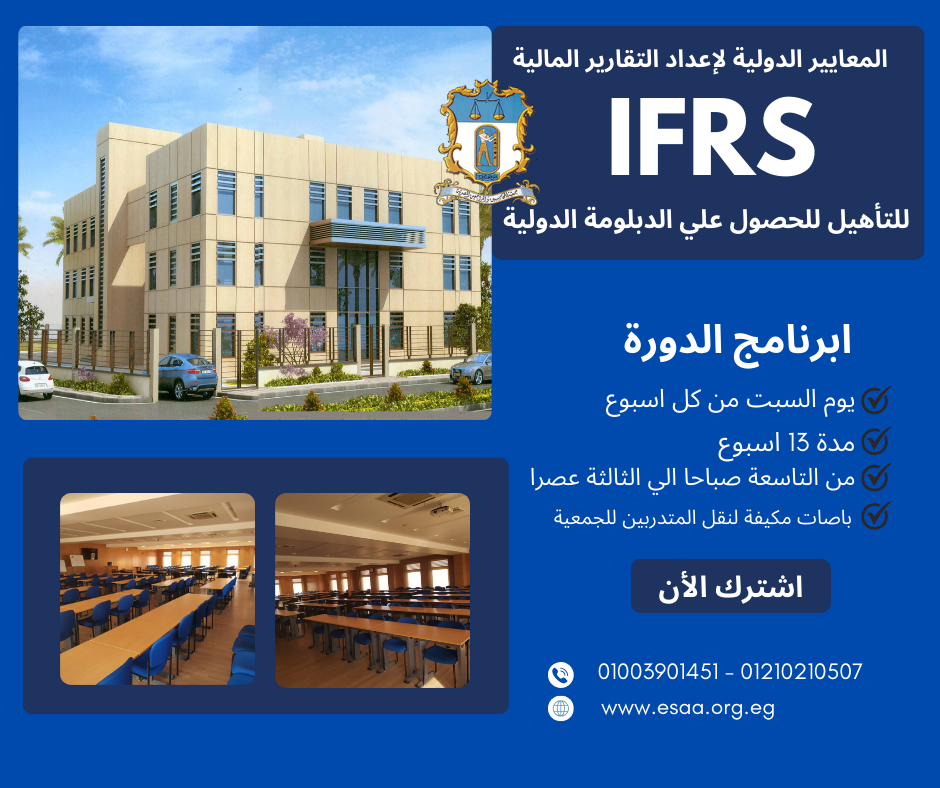 المعايير الدولية لإعداد التقارير المالية
IFRS
للتأهيل للحصول علي الدبلومة الدولية
ابرنامج الدورة
يوم السبت من كل اسبوع
مدة 13 اسبوع
من التاسعة صباحا الي الثالثة عصرا
باصات مكيفة لنقل المتدربين للجمعية
اشترك الأن
01003901451 - 01210210507
www.esaa.org.eg